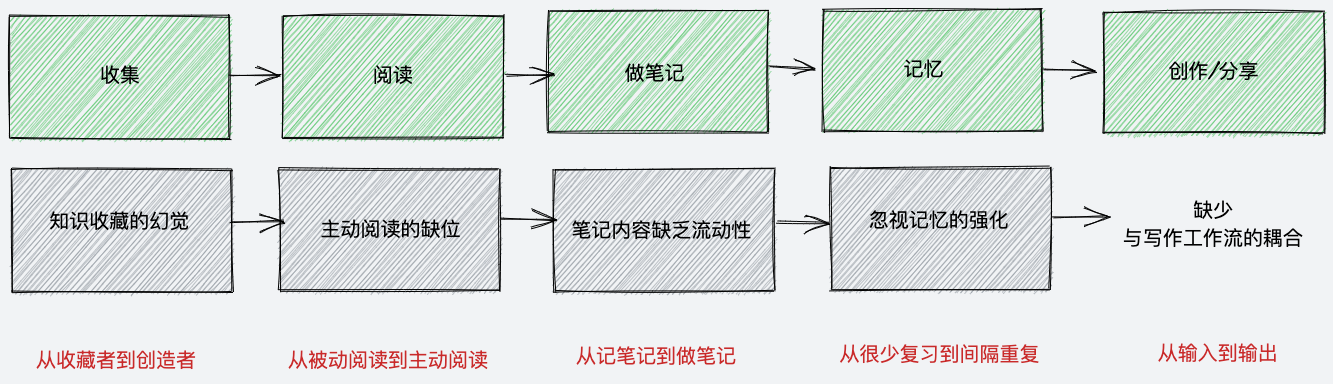 收集
阅读
做笔记
记忆
创作/分享
知识收藏的幻觉
主动阅读的缺位
笔记内容缺乏流动性
忽视记忆的强化
缺少
与写作工作流的耦合
从收藏者到创造者
从被动阅读到主动阅读
从记笔记到做笔记
从很少复习到间隔重复
从输入到输出